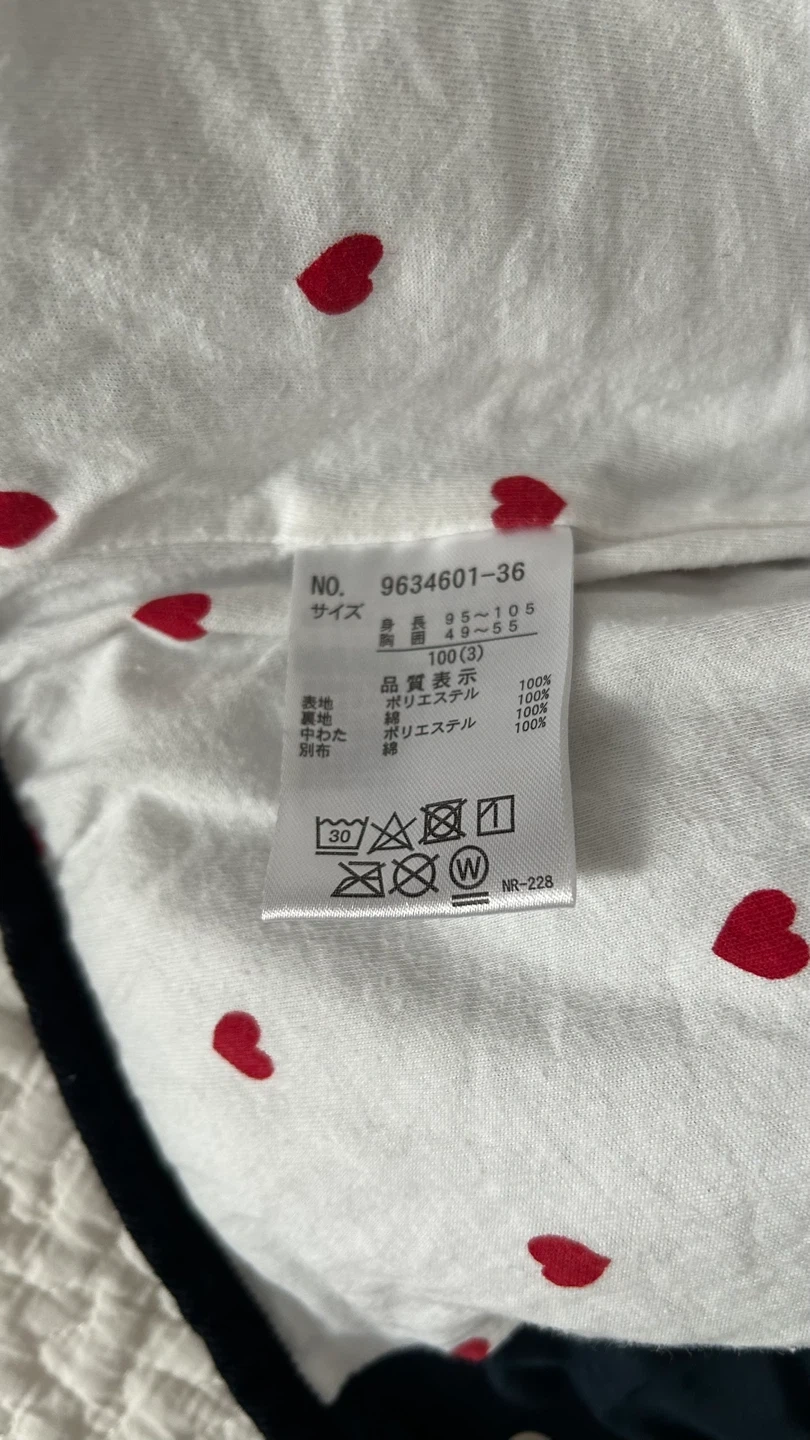 NO. 9634601-36
サイズ
身 長 95～105
胸 囲 49～55
100(3)
品質表示
表地 ポリエステル 100%
裏地 綿 100%
中わた ポリエステル 100%
別布 綿 100%
30
W
NR-228